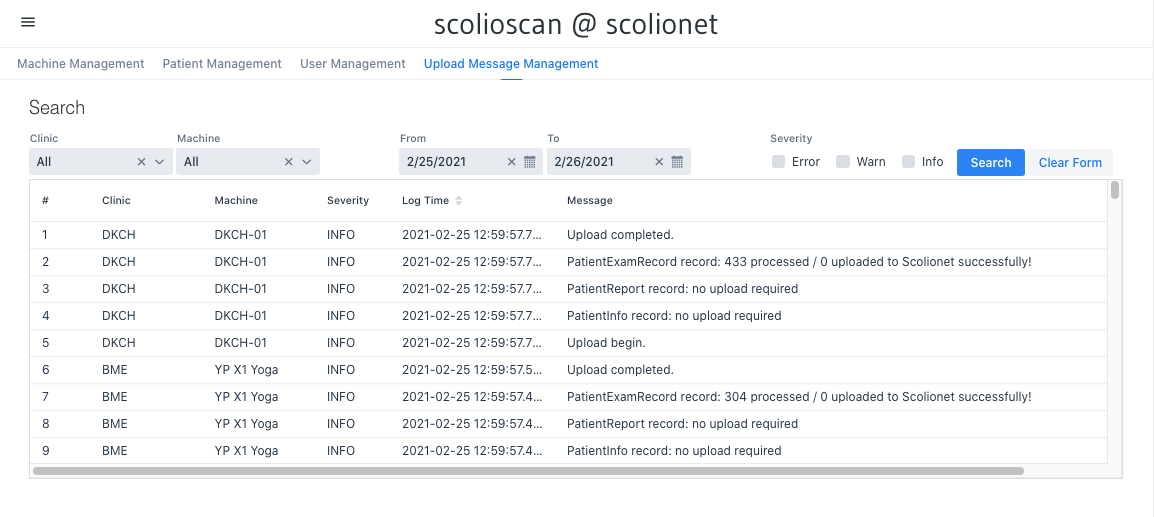 scolioscan @ scolionet
Machine Management Patient Management User Management Upload Message Management
Search
Clinic Machine From To Severity
All All 2/25/2021 2/26/2021 Error Warn Info Search Clear Form
# Clinic Machine Severity Log Time Message
1 DKCH DKCH-01 INFO 2021-02-25 12:59:57.7... Upload completed.
2 DKCH DKCH-01 INFO 2021-02-25 12:59:57.7... PatientExamRecord record: 433 processed / 0 uploaded to Scolionet successfully!
3 DKCH DKCH-01 INFO 2021-02-25 12:59:57.7... PatientReport record: no upload required
4 DKCH DKCH-01 INFO 2021-02-25 12:59:57.7... PatientInfo record: no upload required
5 DKCH DKCH-01 INFO 2021-02-25 12:59:57.7... Upload begin.
6 BME YP X1 Yoga INFO 2021-02-25 12:59:57.5... Upload completed.
7 BME YP X1 Yoga INFO 2021-02-25 12:59:57.4... PatientExamRecord record: 304 processed / 0 uploaded to Scolionet successfully!
8 BME YP X1 Yoga INFO 2021-02-25 12:59:57.4... PatientReport record: no upload required
9 BME YP X1 Yoga INFO 2021-02-25 12:59:57.4... PatientInfo record: no upload required